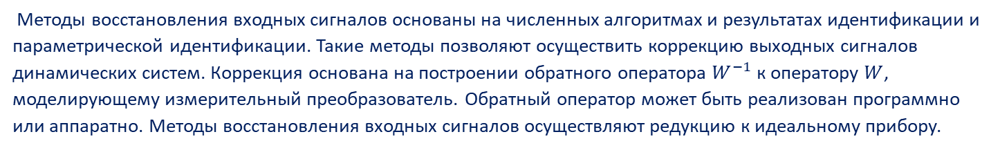 Методы восстановления входных сигналов основаны на численных алгоритмах и результатах идентификации и
параметрической идентификации. Такие методы позволяют осуществить коррекцию выходных сигналов
динамических систем. Коррекция основана на построении обратного оператора W⁻¹ к оператору W,
моделирующему измерительный преобразователь. Обратный оператор может быть реализован программно
или аппаратно. Методы восстановления входных сигналов осуществляют редукцию к идеальному прибору.